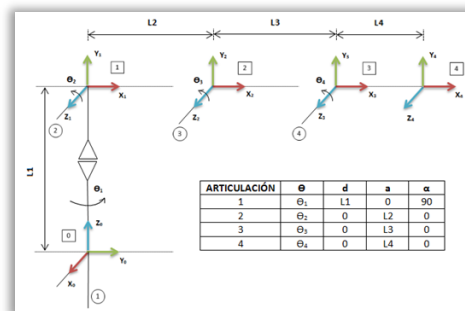 L2
L3
L4
Y₁
1
Y₂
2
Y₃
3
Y₄
4
ϴ₂
ϴ₃
ϴ₄
X₁
X₂
X₃
X₄
Z₁
Z₂
Z₃
Z₄
2
3
4
L1
ϴ₁
Z₀
0
Y₀
X₀
1
ARTICULACIÓN ϴ d a α
1 ϴ₁ L1 0 90
2 ϴ₂ 0 L2 0
3 ϴ₃ 0 L3 0
4 ϴ₄ 0 L4 0